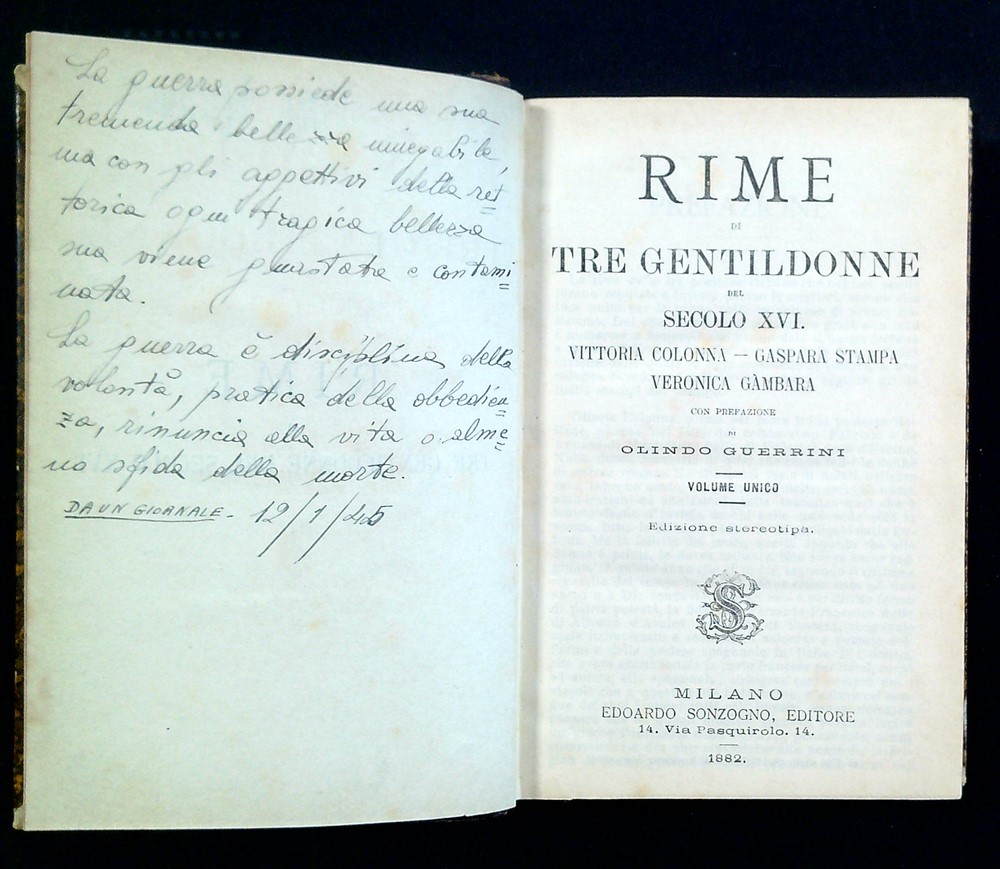 La guerra possiede una sua
tremenda bellezza innegabile,
ma con gli aggettivi della ret
torica ogni tragica bellezza
sua viene guastata e contami
nata.
La guerra è disciplina della
volontà, pratica della obbedien
za, rinuncia alla vita o alme
no sfida della morte.
DA UN GIORNALE - 12/1/45
RIME
DI
TRE GENTILDONNE
DEL
SECOLO XVI.
VITTORIA COLONNA — GASPARA STAMPA
VERONICA GÀMBARA
CON PREFAZIONE
DI
OLINDO GUERRINI
VOLUME UNICO
Edizione stereotipa.
MILANO
EDOARDO SONZOGNO, EDITORE
14. Via Pasquirolo. 14.
1882.